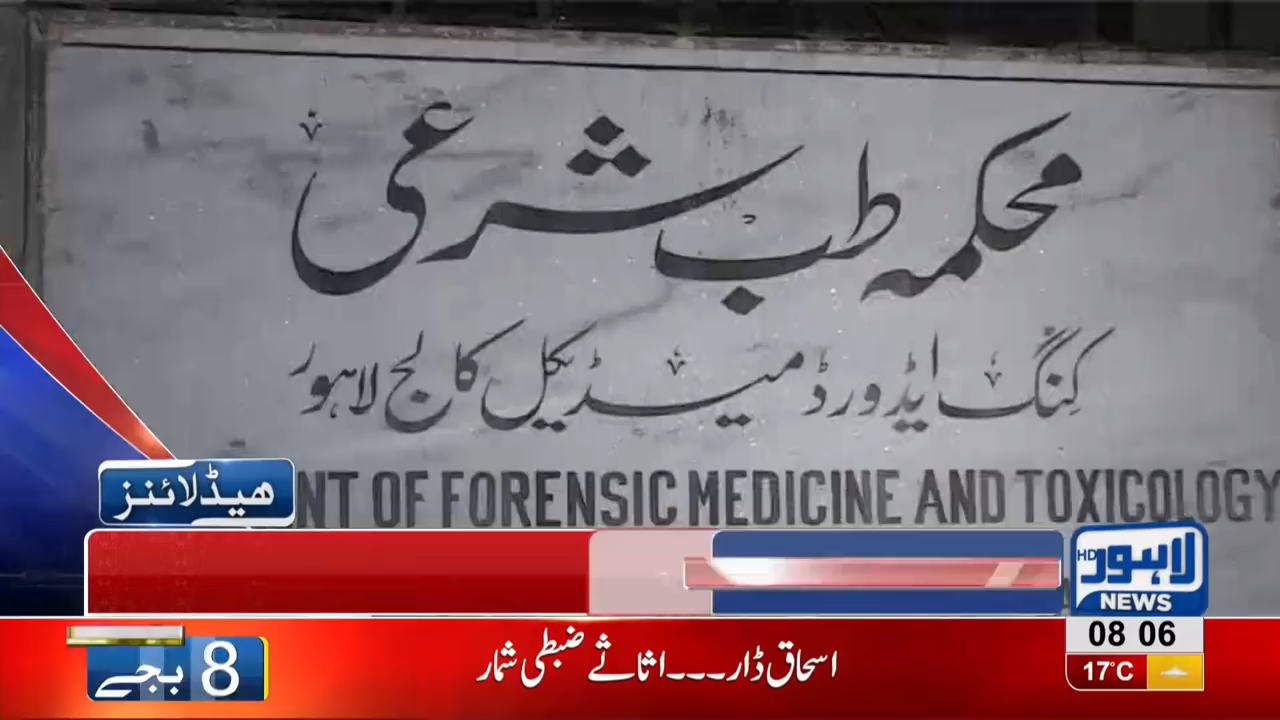 محکمہ طب شرعی
کنگ ایڈورڈ میڈیکل کالج لاہور
NT OF FORENSIC MEDICINE AND TOXICOLOGY
ہیڈلائنز
لاہور HD
NEWS
08 06
17°C
8 بجے
اسحاق ڈار۔۔۔اثاثے ضبطی شمار